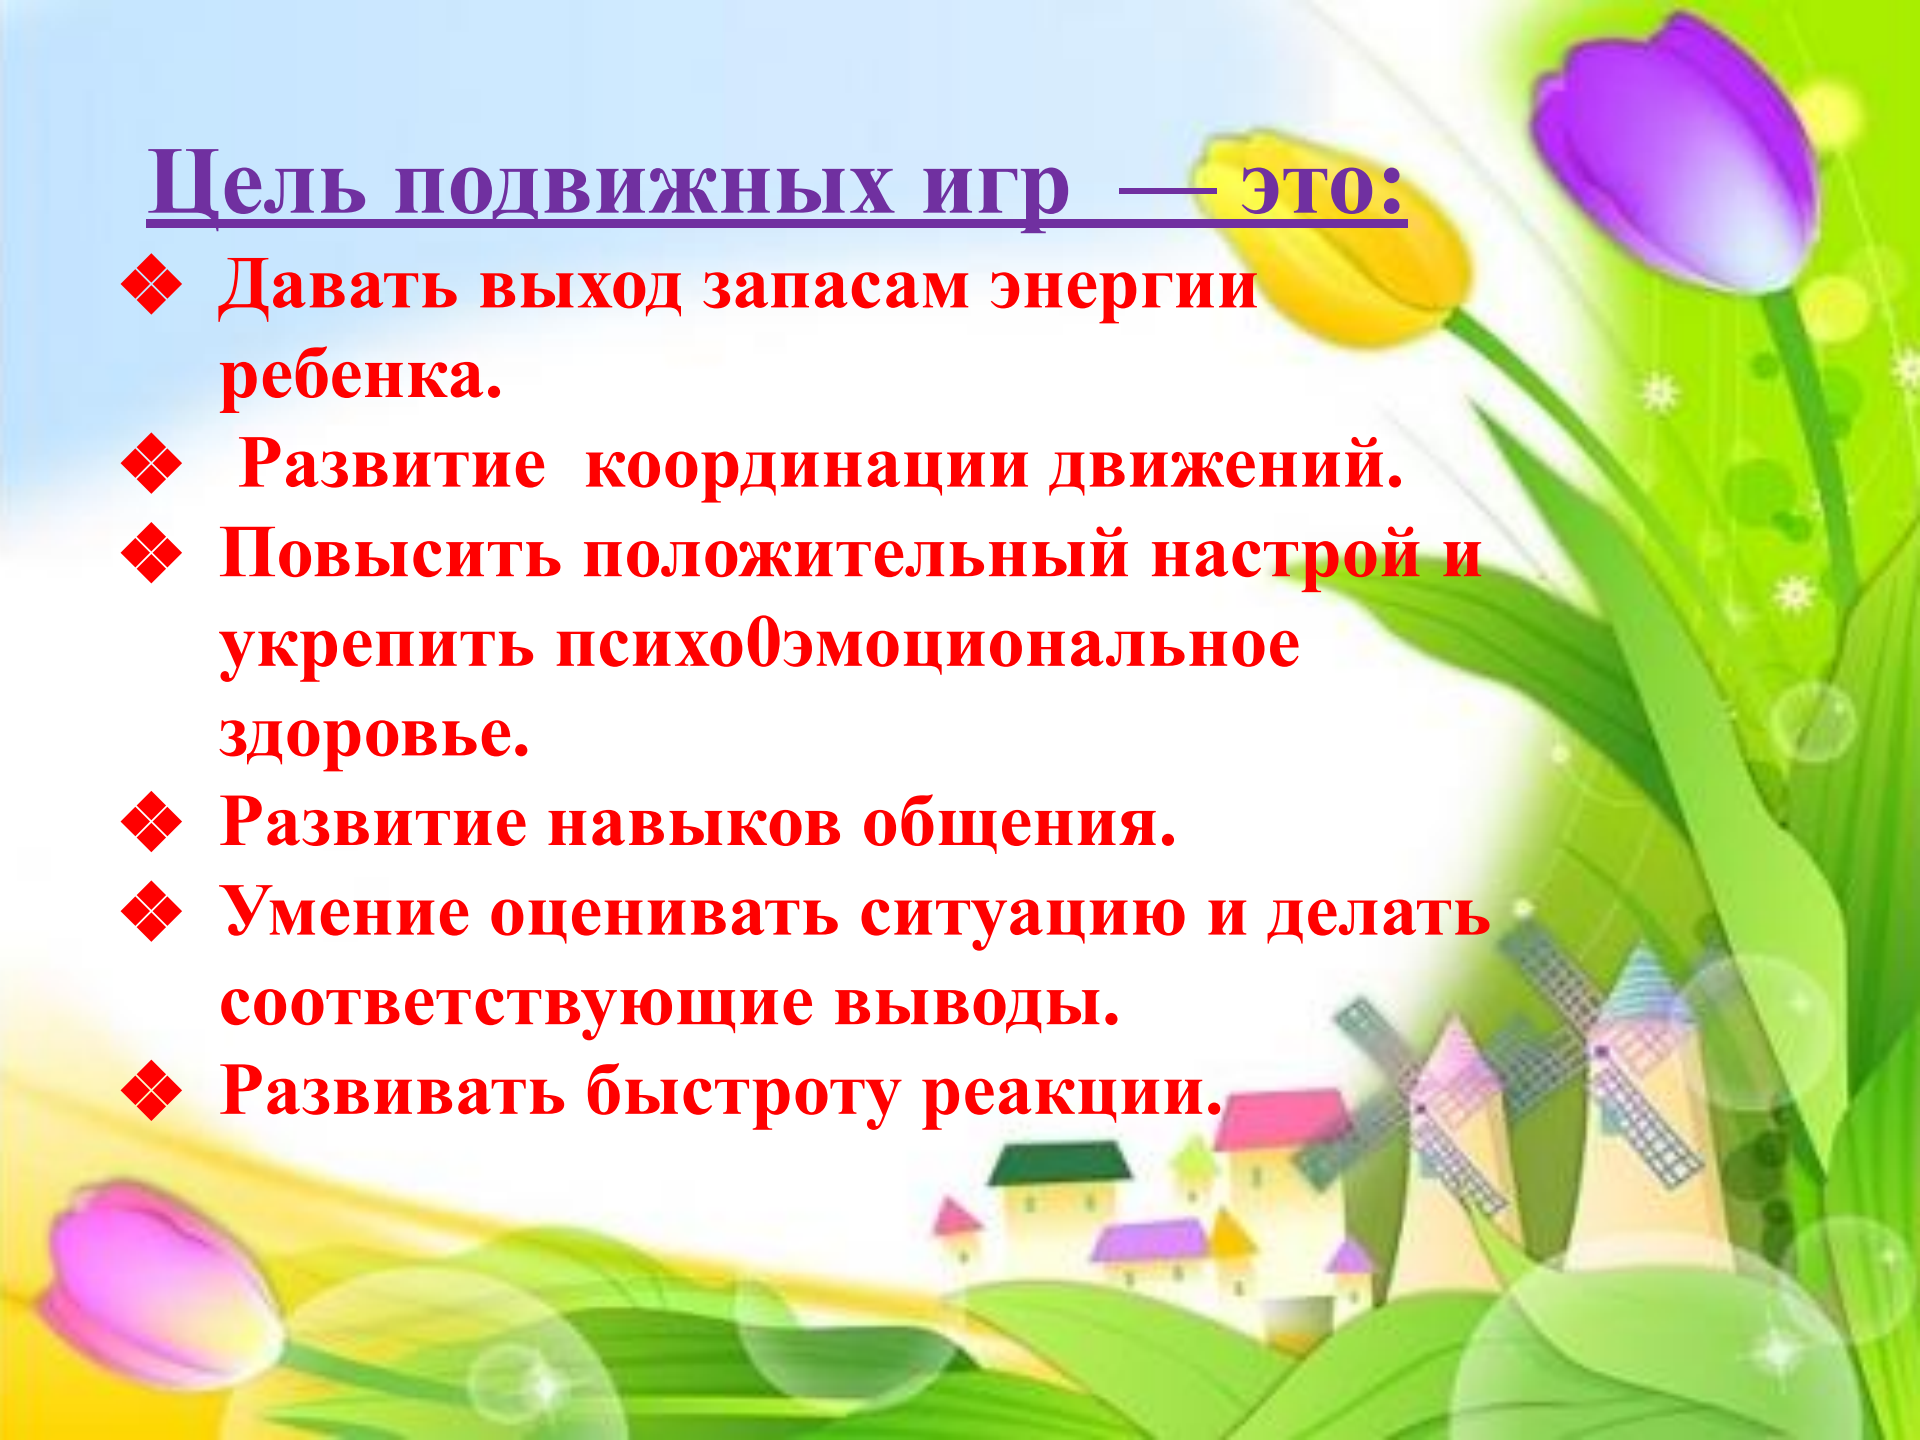 Цель подвижных игр  — это:
❖ Давать выход запасам энергии
ребенка.
❖ Развитие  координации движений.
❖ Повысить положительный настрой и
укрепить психо0эмоциональное
здоровье.
❖ Развитие навыков общения.
❖ Умение оценивать ситуацию и делать
соответствующие выводы.
❖ Развивать быстроту реакции.